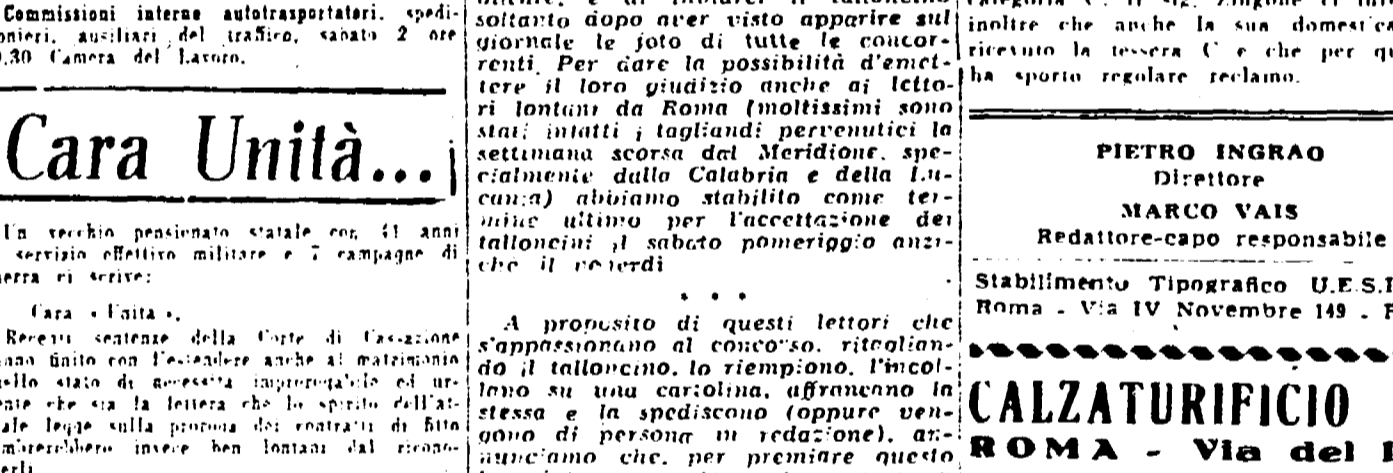 Commissioni interne autotrasportatori. spedi-
onieri, ausiliari del traffico, sabato 2 ore
.30 Camera del Lavoro.
Cara Unità...
Un vecchio pensionato statale con 41 anni
servizio effettivo militare e 7 campagne di
erra ci scrive:
Cara « Unita ».
Recenti sentenze della Corte di Cassazione
anno finito con l'estendere anche al matrimonio
ello stato di necessita improrogabile ed ur-
ente che sia la lettera che lo spirito dell'at-
ale legge sulla proroga dei contratti di fitto
invece ben lontani dal ricono-
soltanto dopo aver visto apparire sul
giornale le foto di tutte le concor-
renti. Per dare la possibilità d'emet-
tere il loro giudizio anche ai letto-
ri lontani da Roma (moltissimi sono
stati infatti i tagliandi pervenutici la
settimana scorsa dal Meridione, spe-
cialmente dalla Calabria e della Lu-
cania) abbiamo stabilito come ter-
mine ultimo per l'accettazione dei
talloncini il sabato pomeriggio anzi-
che il venerdi
• • •
A proposito di questi lettori che
s'appassionano al concorso, ritaglian-
do il talloncino, lo riempiono, l'incol-
lano su una cartolina, affrancano la
stessa e la spediscono (oppure ven-
gono di persona in redazione), an-
nunciamo che, per premiare questo
inoltre che anche la sua domestica
ricevuto la tessera C e che per qu
ha sporto regolare reclamo.
PIETRO INGRAO
Direttore
MARCO VAIS
Redattore-capo responsabile
Stabilimento Tipografico U.E.S.I
Roma - Via IV Novembre 149 -
CALZATURIFICIO
ROMA - Via del